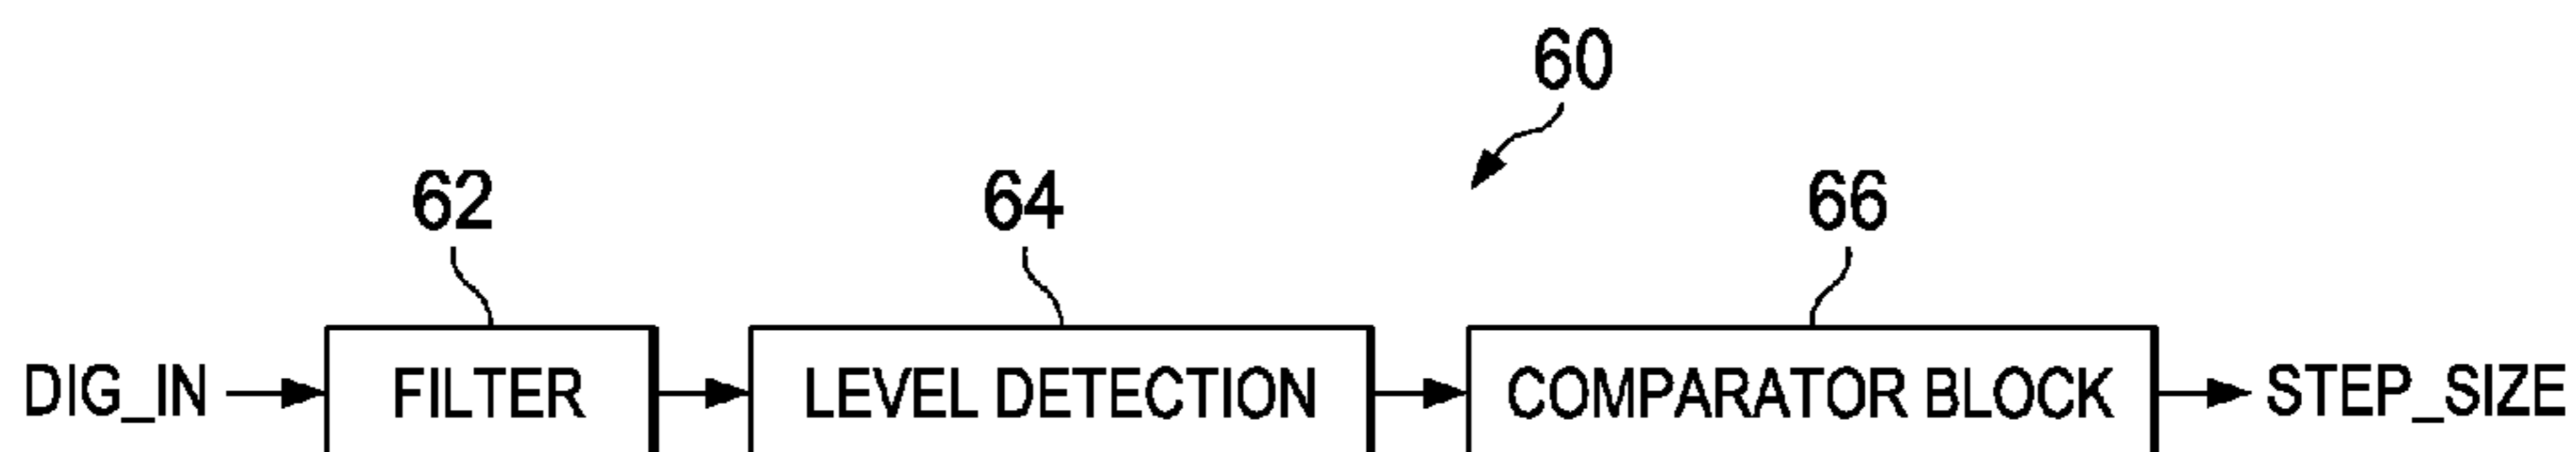 60
62 64 66
DIG_IN FILTER LEVEL DETECTION COMPARATOR BLOCK STEP_SIZE